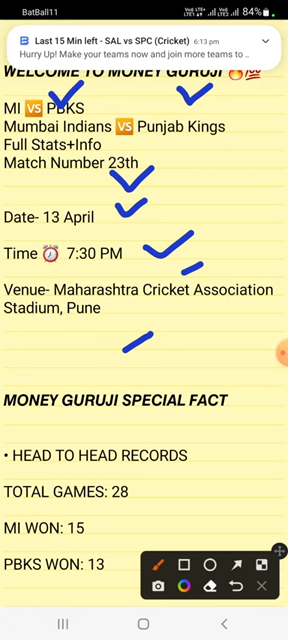 BatBall11
84%
Last 15 Min left - SAL vs SPC (Cricket) 6:13 pm
Hurry Up! Make your teams now and join more teams to ..
WELCOME TO MONEY GURUJI 🔥💯
MI 🆚 PBKS
Mumbai Indians 🆚 Punjab Kings
Full Stats+Info
Match Number 23th
Date- 13 April
Time ⏰ 7:30 PM
Venue- Maharashtra Cricket Association
Stadium, Pune
MONEY GURUJI SPECIAL FACT
• HEAD TO HEAD RECORDS
TOTAL GAMES: 28
MI WON: 15
PBKS WON: 13